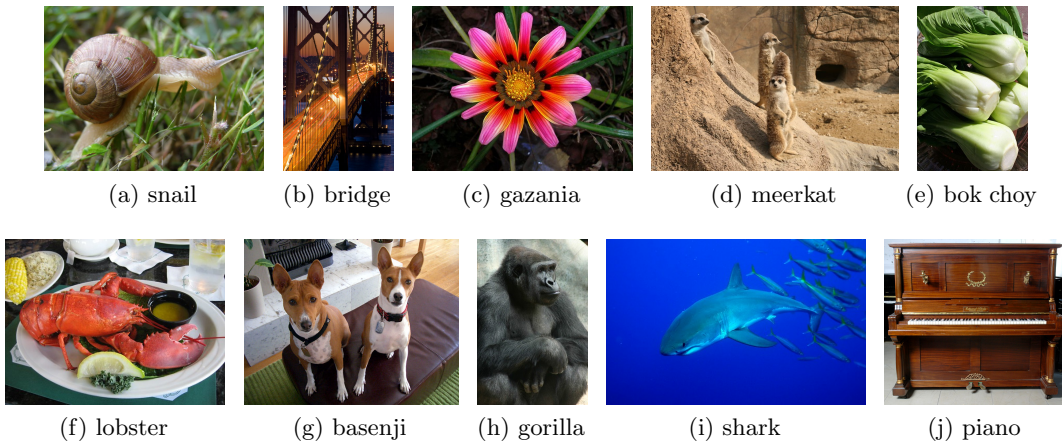 (a) snail
(b) bridge
(c) gazania
(d) meerkat
(e) bok choy
(f) lobster
(g) basenji
(h) gorilla
(i) shark
(j) piano